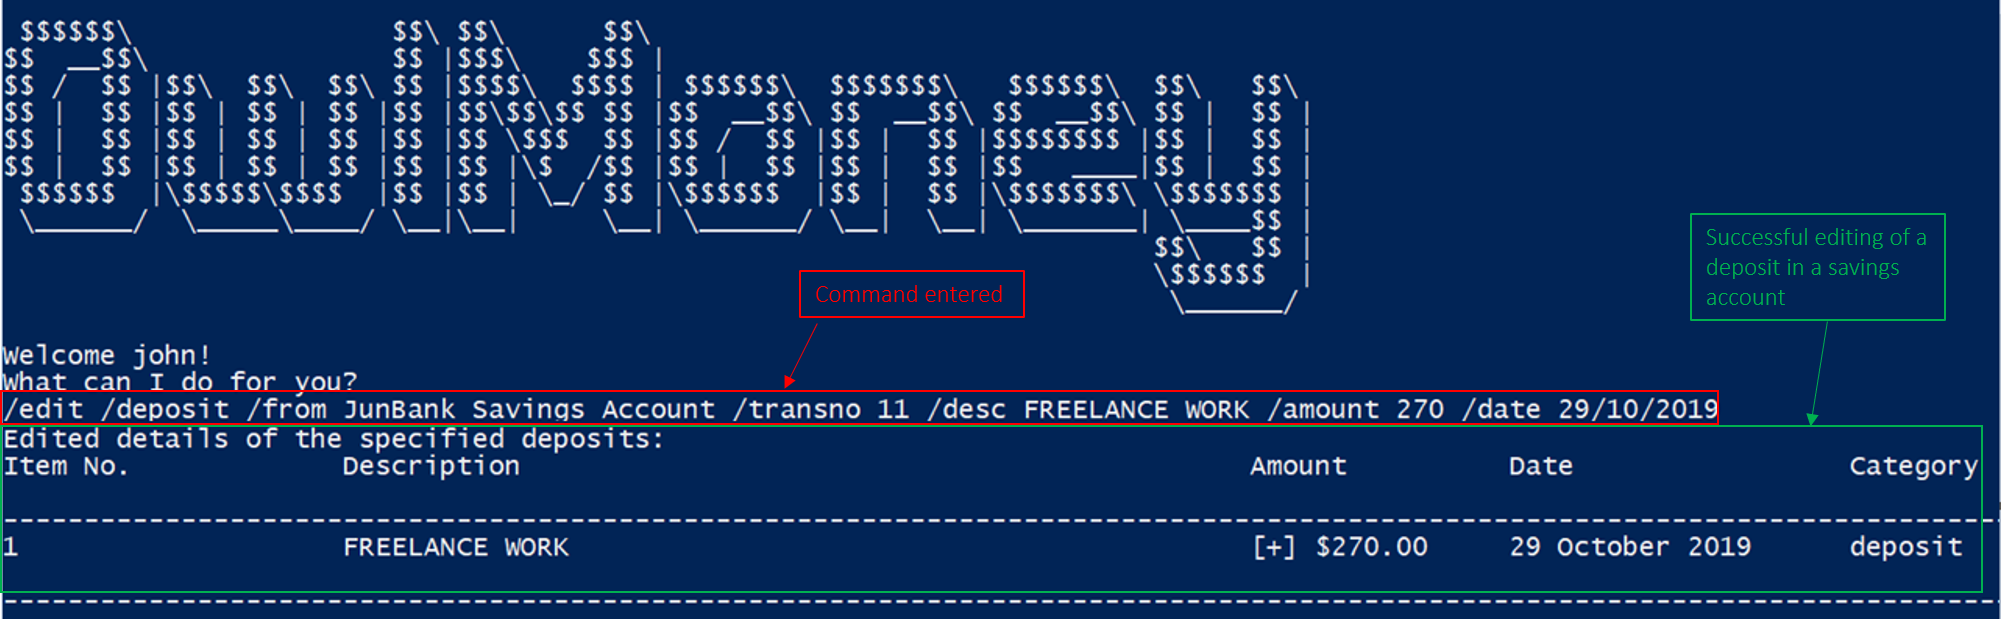 OwlMoney
Successful editing of a
deposit in a savings
account
Command entered
Welcome john!
What can I do for you?
/edit /deposit /from JunBank Savings Account /transno 11 /desc FREELANCE WORK /amount 270 /date 29/10/2019
Edited details of the specified deposits:
Item No. Description Amount Date Category
1 FREELANCE WORK [+] $270.00 29 October 2019 deposit